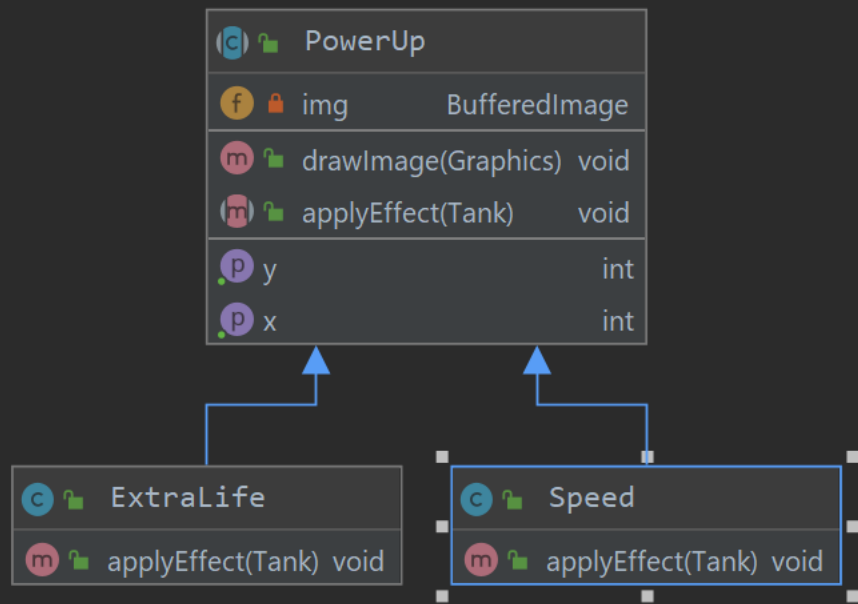 C PowerUp
f img BufferedImage
m drawImage(Graphics) void
m applyEffect(Tank) void
p y int
p x int
C ExtraLife
m applyEffect(Tank) void
C Speed
m applyEffect(Tank) void